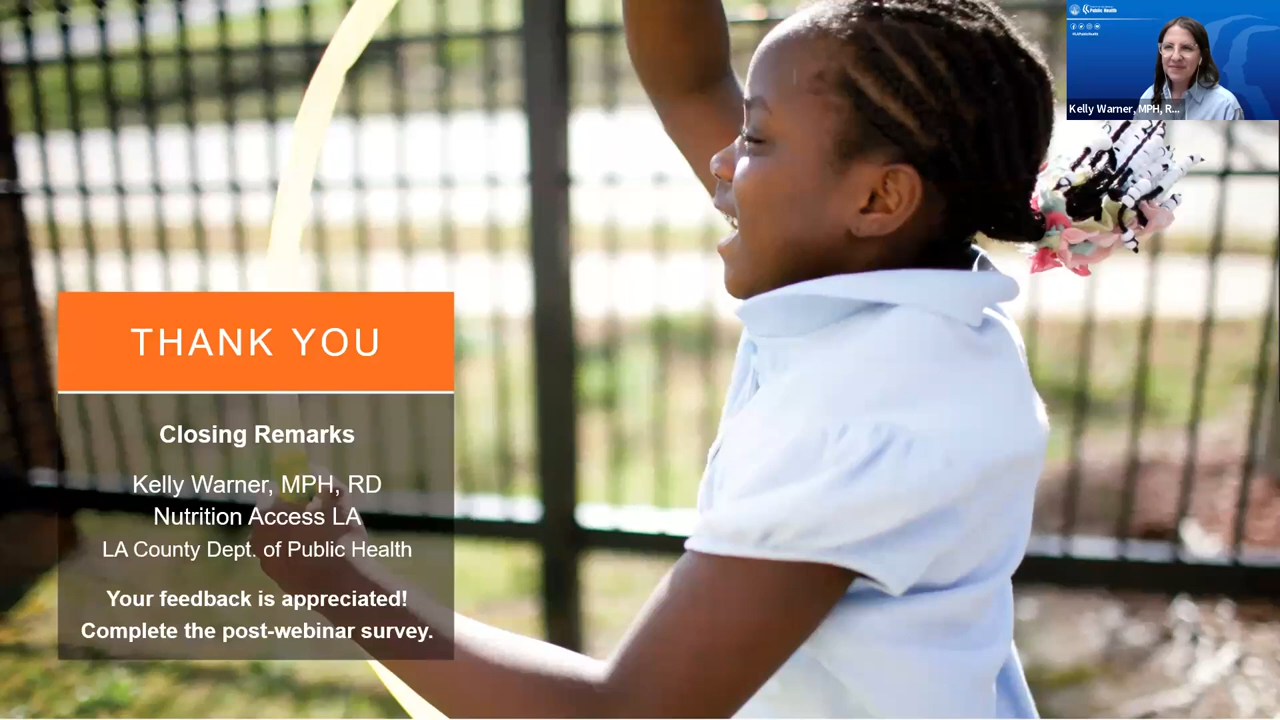 Public Health
Kelly Warner, MPH, R...
THANK YOU
Closing Remarks
Kelly Warner, MPH, RD
Nutrition Access LA
LA County Dept. of Public Health
Your feedback is appreciated!
Complete the post-webinar survey.